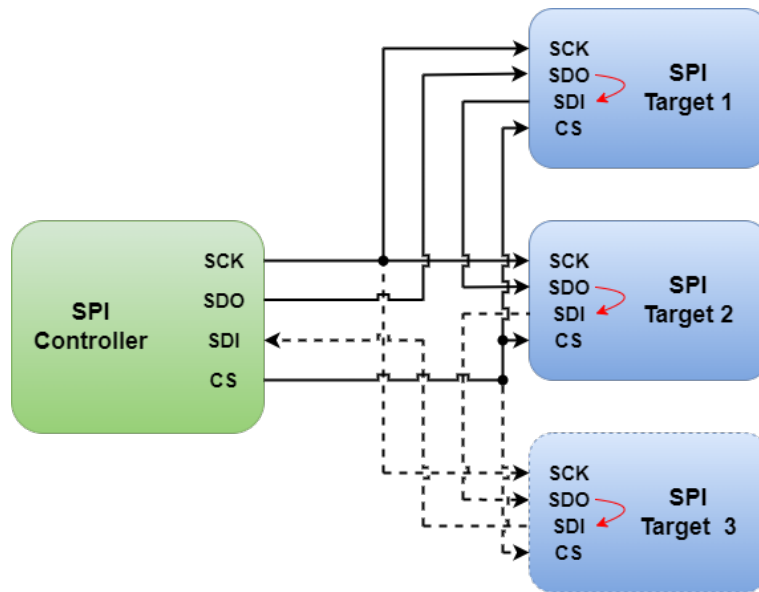 SCK
SDO
SDI
CS
SPI
Target 1
SPI
Controller
SCK
SDO
SDI
CS
SCK
SDO
SDI
CS
SPI
Target 2
SCK
SDO
SDI
CS
SPI
Target 3